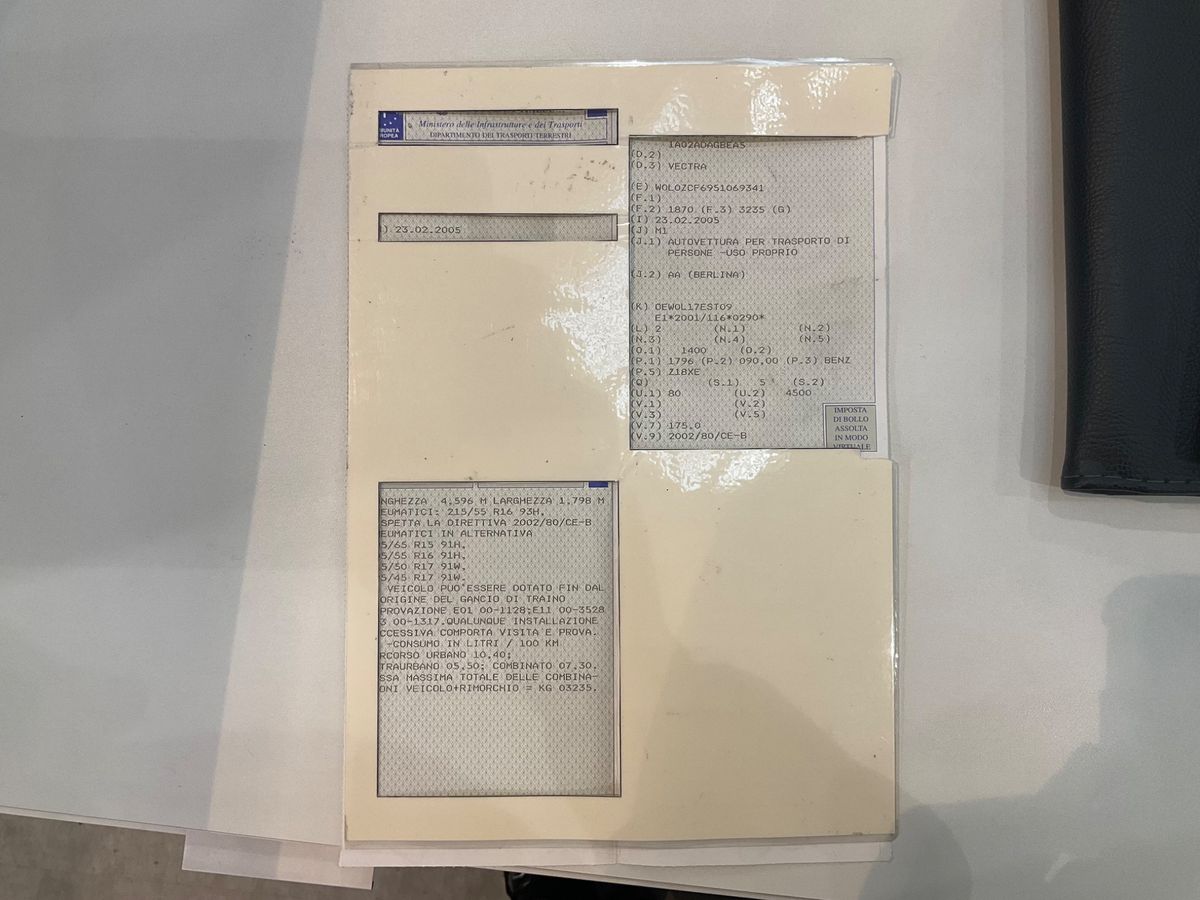 BUNITÀ
ROPEA
Ministero delle Infrastrutture e dei Trasporti
DIPARTIMENTO DEI TRASPORTI TERRESTRI
) 23.02.2005
1A02ADAGBEA5
(D.2)
(D.3) VECTRA
(E) WOLOZCF6951069341
(F.1)
(F.2) 1870 (F.3) 3235 (G)
(I) 23.02.2005
(J) M1
(J.1) AUTOVETTURA PER TRASPORTO DI
PERSONE -USO PROPRIO
(J.2) AA (BERLINA)
(K) OEWOL17EST09
E1*2001/116*0290*
(L) 2 (N.1) (N.2)
(N.3) (N.4) (N.5)
(O.1) 1400 (O.2)
(P.1) 1796 (P.2) 090,00 (P.3) BENZ
(P.5) Z18XE
(Q) (S.1) 5 (S.2)
(U.1) 80 (U.2) 4500
(V.1) (V.2)
(V.3) (V.5)
(V.7) 175,0
(V.9) 2002/80/CE-B
IMPOSTA
DI BOLLO
ASSOLTA
IN MODO
VIRTUALE
NGHEZZA 4,596 M LARGHEZZA 1,798 M
EUMATICI: 215/55 R16 93H,
SPETTA LA DIRETTIVA 2002/80/CE-B
EUMATICI IN ALTERNATIVA
5/65 R15 91H,
5/55 R16 91H,
5/50 R17 91W,
5/45 R17 91W.
VEICOLO PUO'ESSERE DOTATO FIN DAL
ORIGINE DEL GANCIO DI TRAINO
PROVAZIONE E01 00-1128;E11 00-3528
3 00-1317.QUALUNQUE INSTALLAZIONE
CCESSIVA COMPORTA VISITA E PROVA.
-CONSUMO IN LITRI / 100 KM
RCORSO URBANO 10,40;
TRAURBANO 05,50; COMBINATO 07,30.
SSA MASSIMA TOTALE DELLE COMBINA-
ONI VEICOLO+RIMORCHIO = KG 03235.